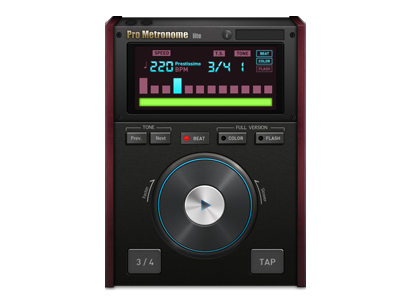 Pro Metronome lite
SPEED T.S. TONE
220 Prestissimo BPM 3/4 1
BEAT
COLOR
FLASH
TONE FULL VERSION
Prev. Next BEAT COLOR FLASH
3/4 TAP